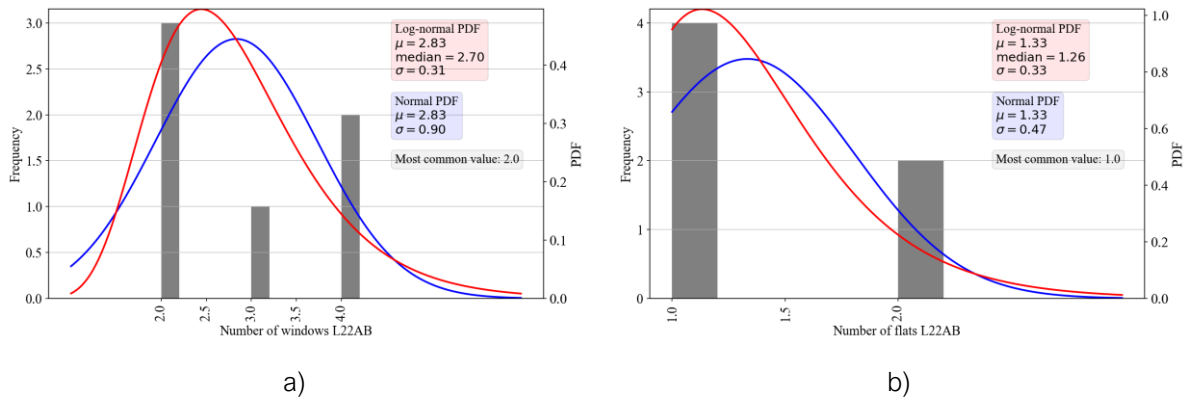 3.0
2.5
2.0
1.5
1.0
0.5
0.0
Frequency
0.4
0.3
0.2
0.1
0.0
PDF
Log-normal PDF
μ = 2.83
median = 2.70
σ = 0.31
Normal PDF
μ = 2.83
σ = 0.90
Most common value: 2.0
2.0
2.5
3.0
3.5
4.0
Number of windows L22AB
a)
4
3
2
1
0
Frequency
1.0
0.8
0.6
0.4
0.2
0.0
PDF
Log-normal PDF
μ = 1.33
median = 1.26
σ = 0.33
Normal PDF
μ = 1.33
σ = 0.47
Most common value: 1.0
1.0
1.5
2.0
Number of flats L22AB
b)